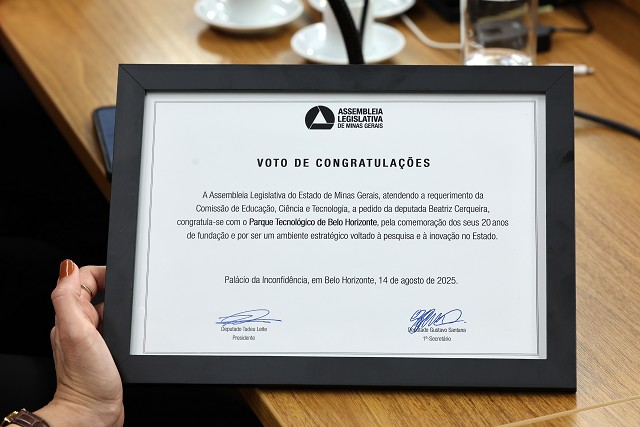 ASSEMBLEIA
LEGISLATIVA
DE MINAS GERAIS
VOTO DE CONGRATULAÇÕES
A Assembleia Legislativa do Estado de Minas Gerais, atendendo a requerimento da
Comissão de Educação, Ciência e Tecnologia, a pedido da deputada Beatriz Cerqueira,
congratula-se com o Parque Tecnológico de Belo Horizonte, pela comemoração dos seus 20 anos
de fundação e por ser um ambiente estratégico voltado à pesquisa e à inovação no Estado.
Palácio da Inconfidência, em Belo Horizonte, 14 de agosto de 2025.
Deputado Tadeu Leite
Presidente
Deputado Gustavo Santana
1º Secretário